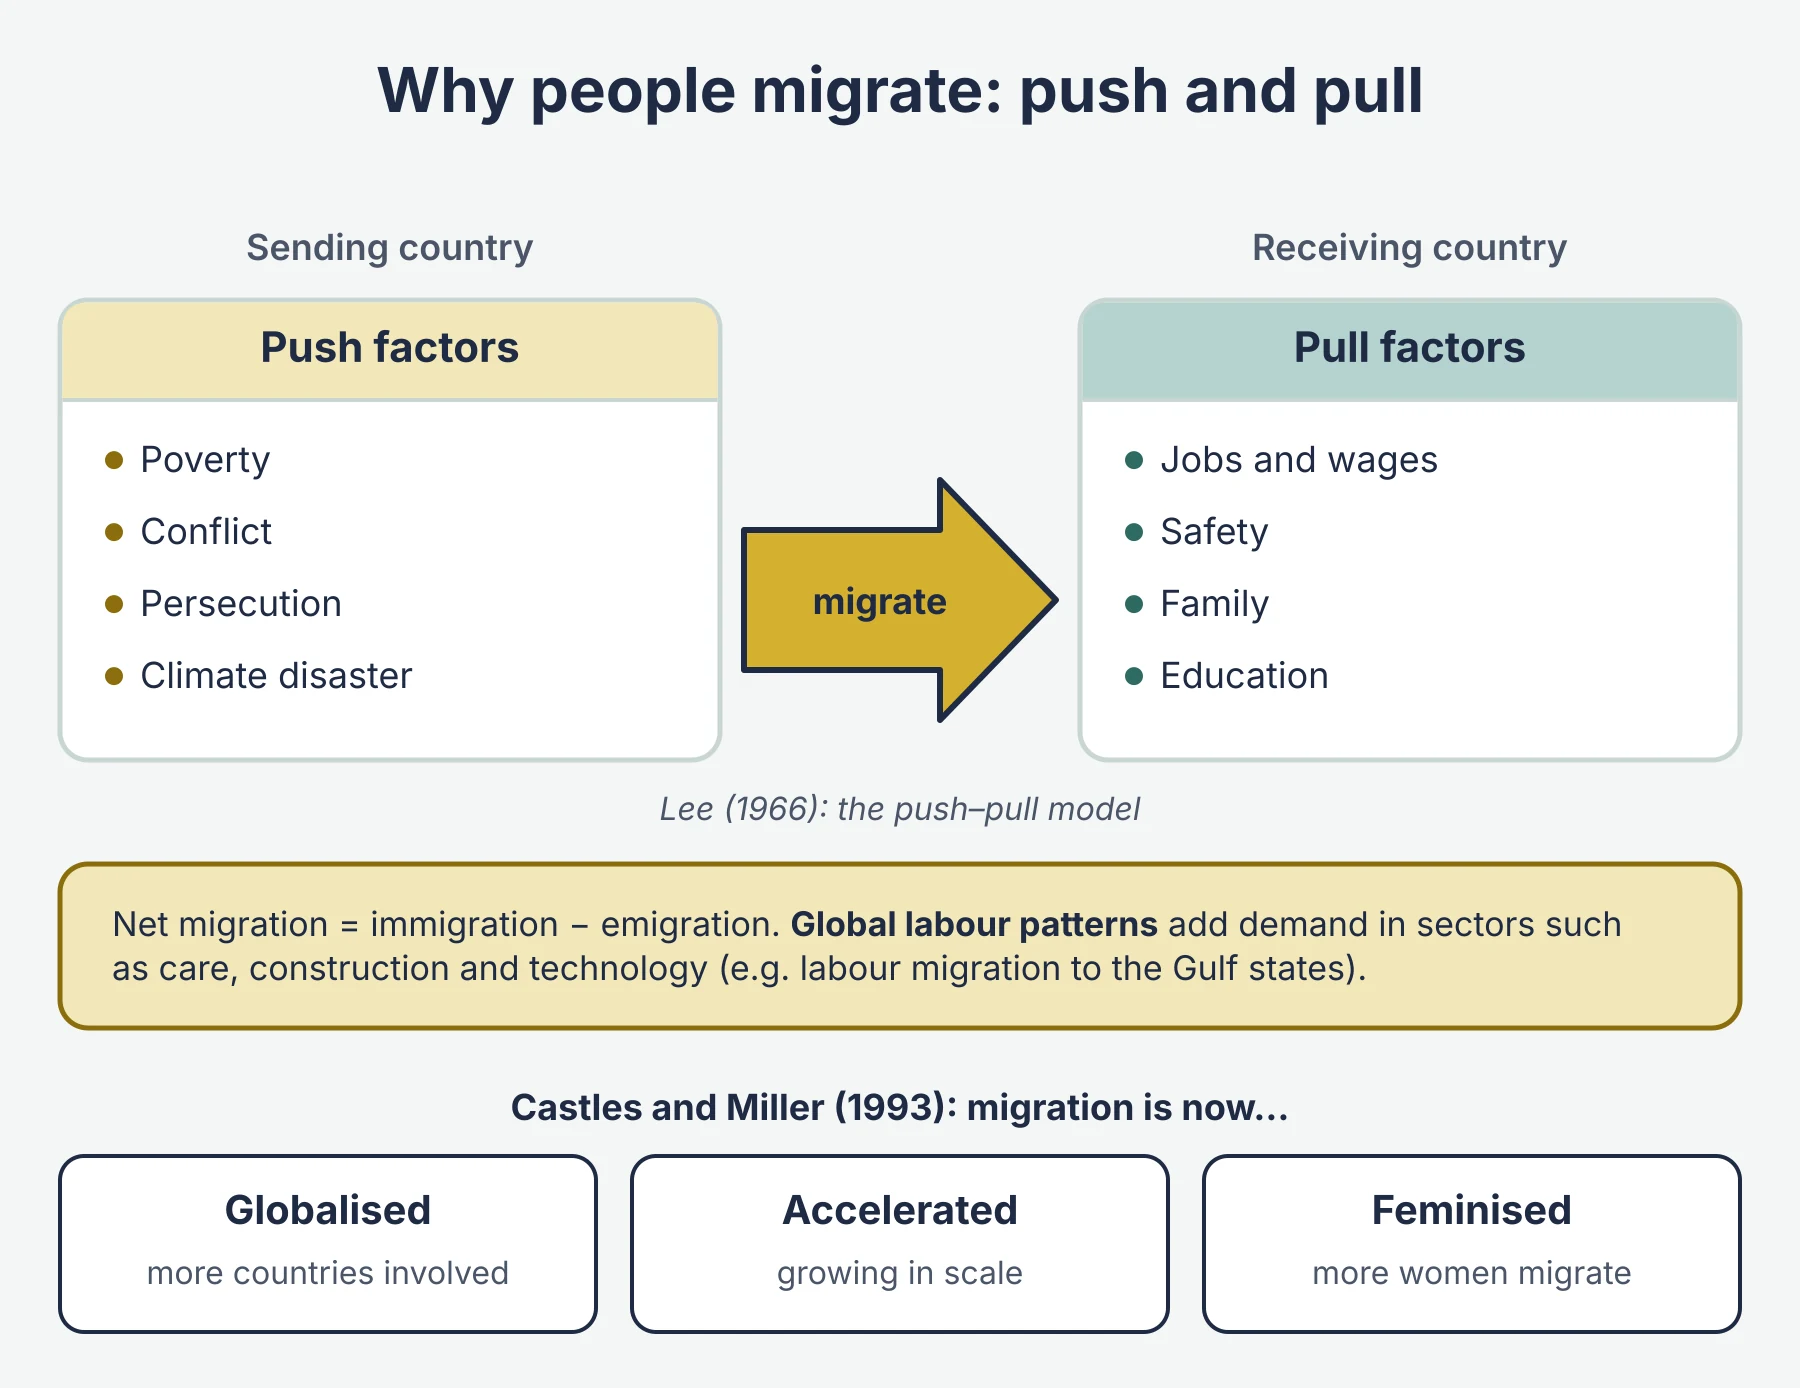 Why people migrate: push and pull
Sending country
Push factors
Poverty
Conflict
Persecution
Climate disaster
migrate
Receiving country
Pull factors
Jobs and wages
Safety
Family
Education
Lee (1966): the push–pull model
Net migration = immigration − emigration. Global labour patterns add demand in sectors such
as care, construction and technology (e.g. labour migration to the Gulf states).
Castles and Miller (1993): migration is now…
Globalised
more countries involved
Accelerated
growing in scale
Feminised
more women migrate